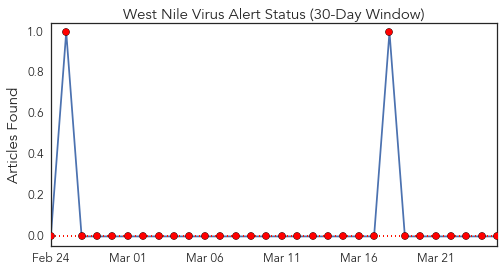 West Nile Virus Alert Status (30-Day Window)
Articles Found
1.0
0.8
0.6
0.4
0.2
0.0
Feb 24 Mar 01 Mar 06 Mar 11 Mar 16 Mar 21